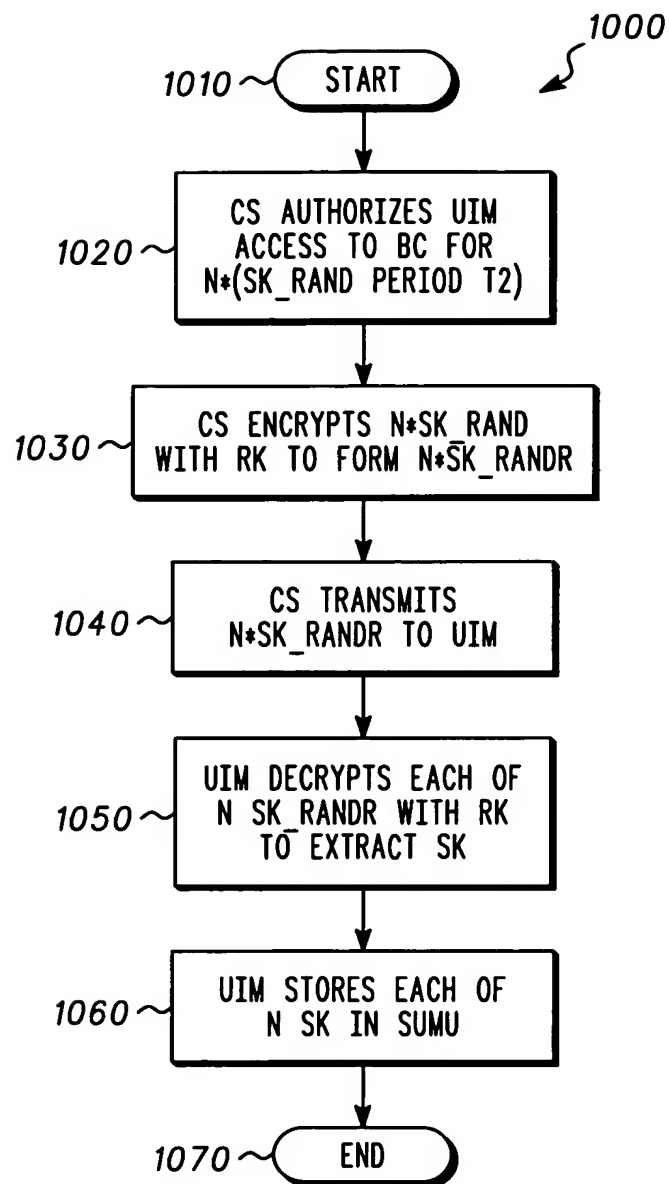 1000
1010
START
1020
CS AUTHORIZES UIM
ACCESS TO BC FOR
N*(SK_RAND PERIOD T2)
1030
CS ENCRYPTS N*SK_RAND
WITH RK TO FORM N*SK_RANDR
1040
CS TRANSMITS
N*SK_RANDR TO UIM
1050
UIM DECRYPTS EACH OF
N SK_RANDR WITH RK
TO EXTRACT SK
1060
UIM STORES EACH OF
N SK IN SUMU
1070
END